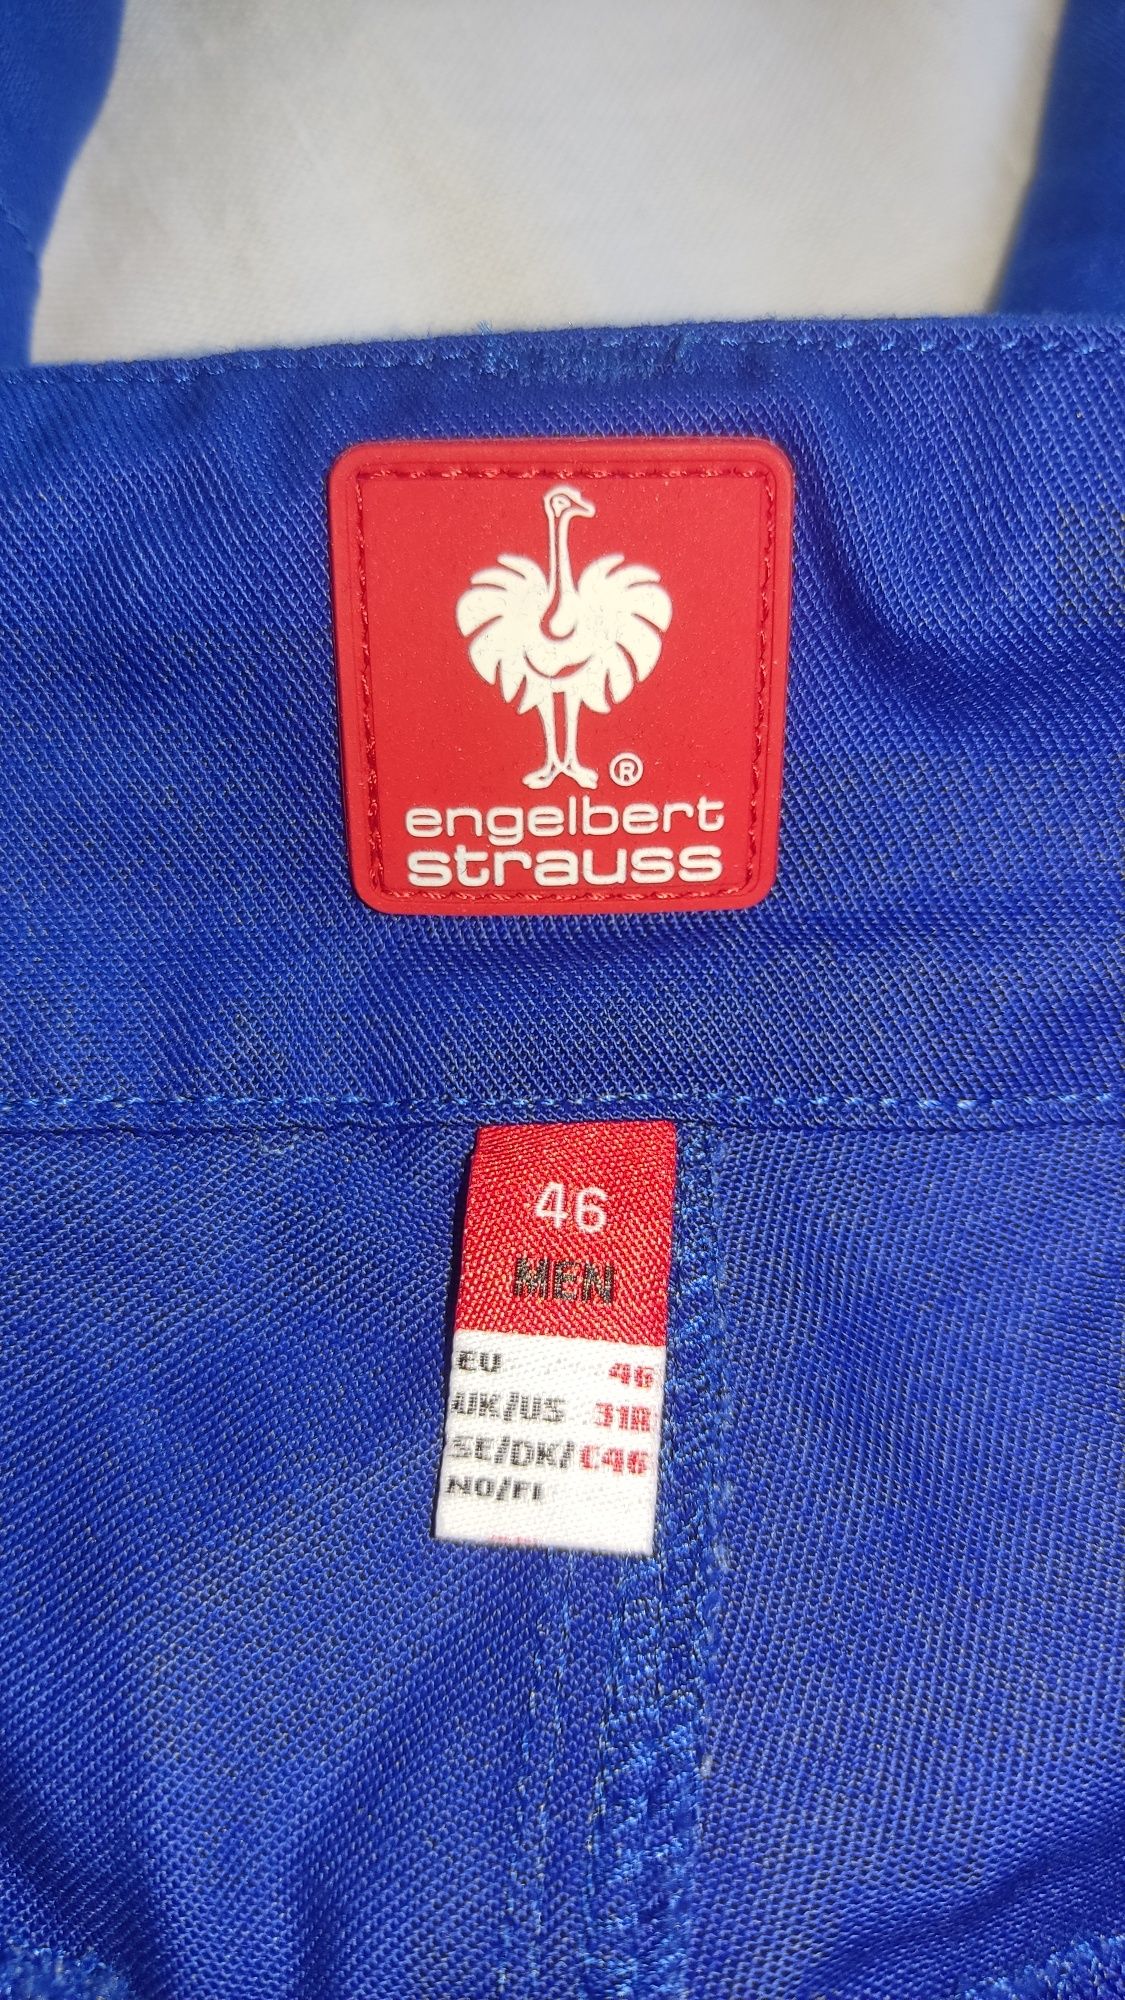 ®
engelbert
strauss
46
MEN
EU 46
UK/US 31R
SE/DK/ C46
NO/FI